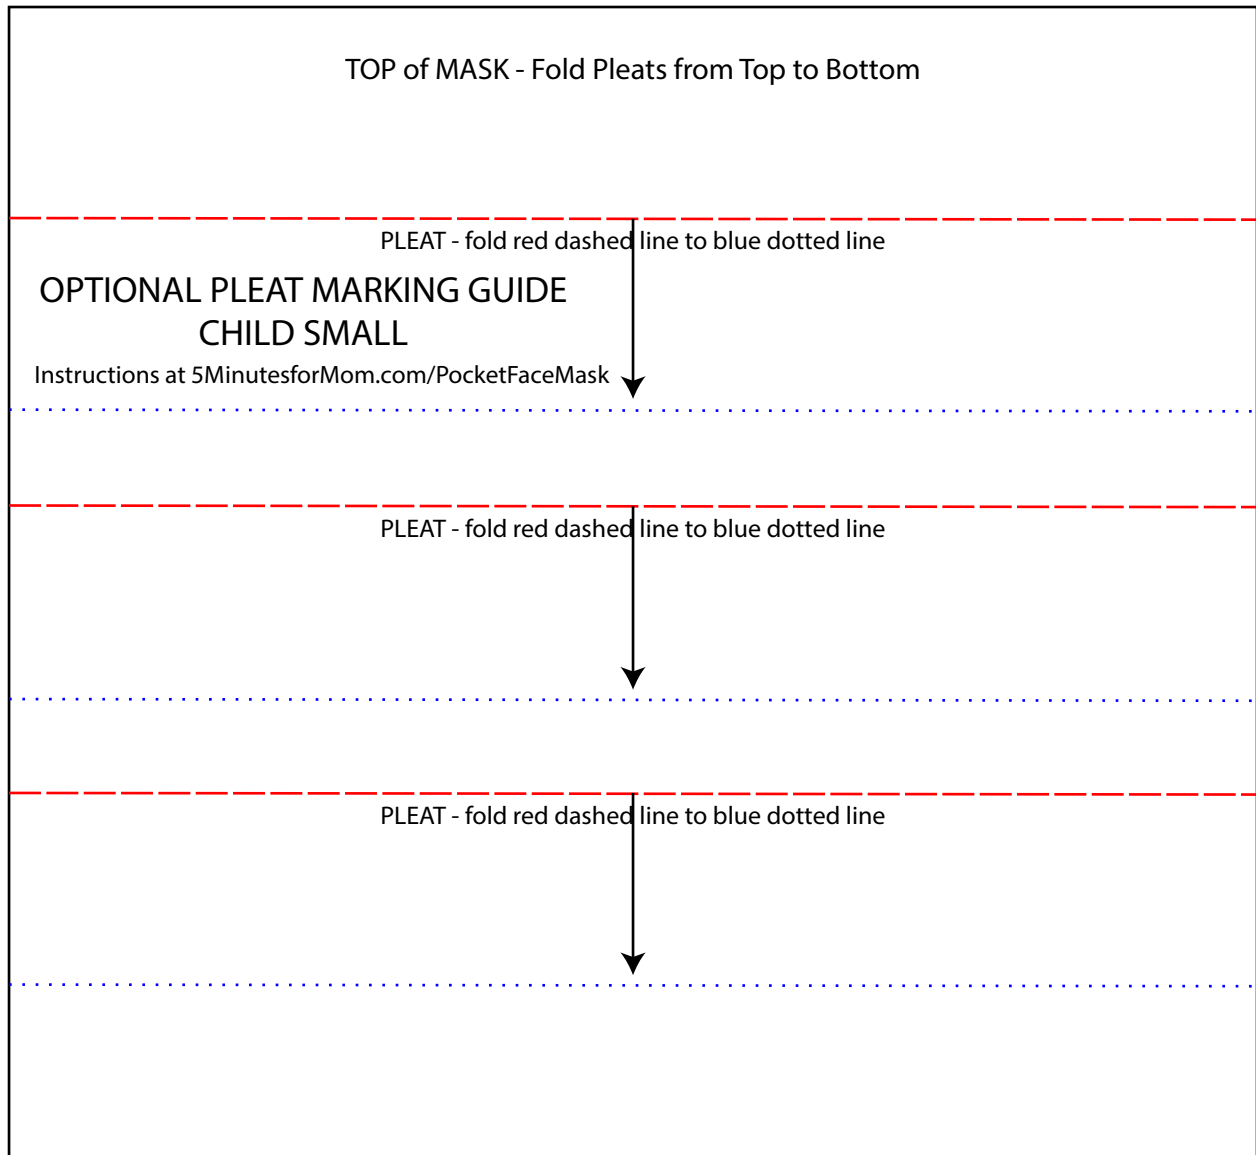 TOP of MASK - Fold Pleats from Top to Bottom
PLEAT - fold red dashed line to blue dotted line
OPTIONAL PLEAT MARKING GUIDE
CHILD SMALL
Instructions at 5MinutesforMom.com/PocketFaceMask
PLEAT - fold red dashed line to blue dotted line
PLEAT - fold red dashed line to blue dotted line